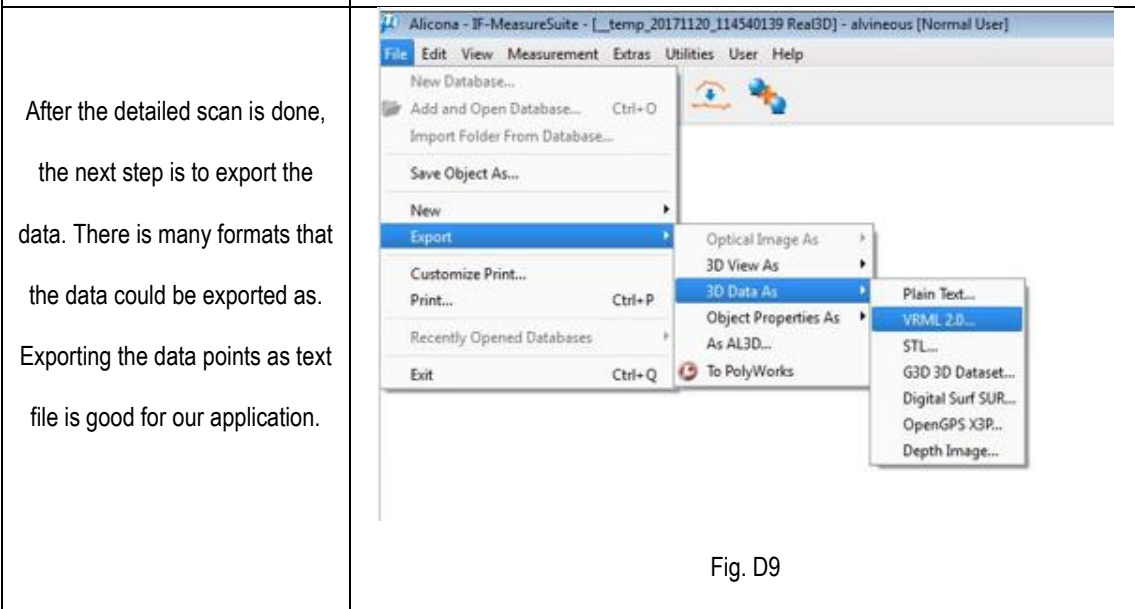 After the detailed scan is done,
the next step is to export the
data. There is many formats that
the data could be exported as.
Exporting the data points as text
file is good for our application.
Alicona - IF-MeasureSuite - [__temp_20171120_114540139 Real3D] - alvineous [Normal User]
File Edit View Measurement Extras Utilities User Help
New Database...
Add and Open Database... Ctrl+O
Import Folder From Database...
Save Object As...
New
Export
Customize Print...
Print... Ctrl+P
Recently Opened Databases
Exit Ctrl+Q
Optical Image As
3D View As
3D Data As
Object Properties As
As AL3D...
To PolyWorks
Plain Text...
VRML 2.0...
STL...
G3D 3D Dataset...
Digital Surf SUR...
OpenGPS X3P...
Depth Image...
Fig. D9